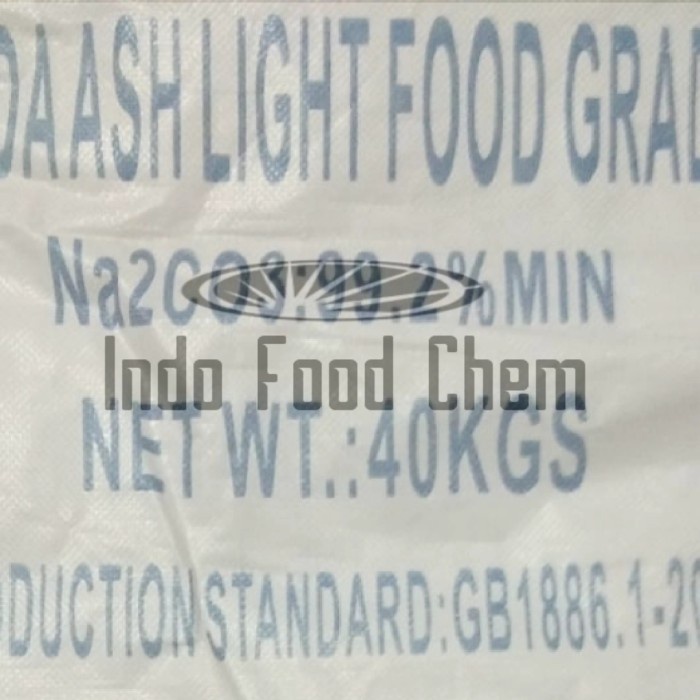 DA ASH LIGHT FOOD GRAD
Na2CO3:99.2%MIN
Indo Food Chem
NET WT.:40KGS
DUCTION STANDARD:GB1886.1-20